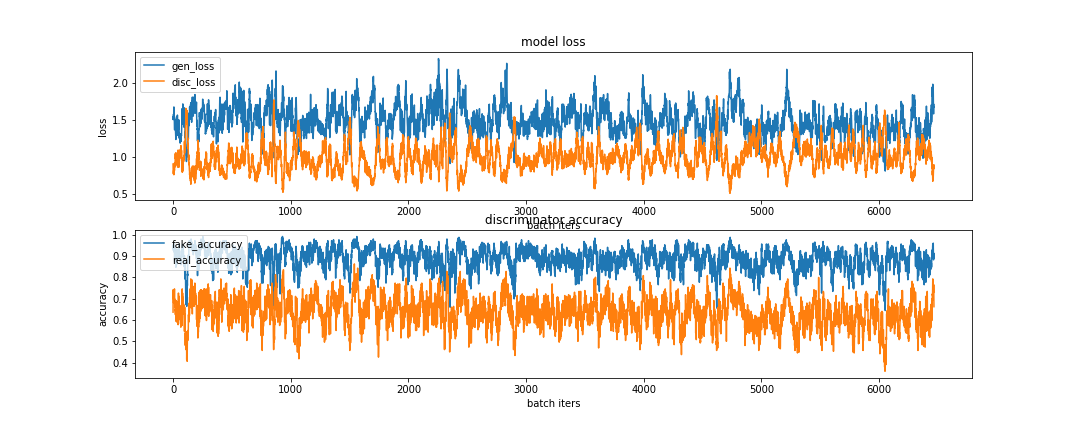 model loss
gen_loss
disc_loss
loss
2.0
1.5
1.0
0.5
0 1000 2000 3000 4000 5000 6000
batch iters
discriminator accuracy
fake_accuracy
real_accuracy
accuracy
1.0
0.9
0.8
0.7
0.6
0.5
0.4
0 1000 2000 3000 4000 5000 6000
batch iters